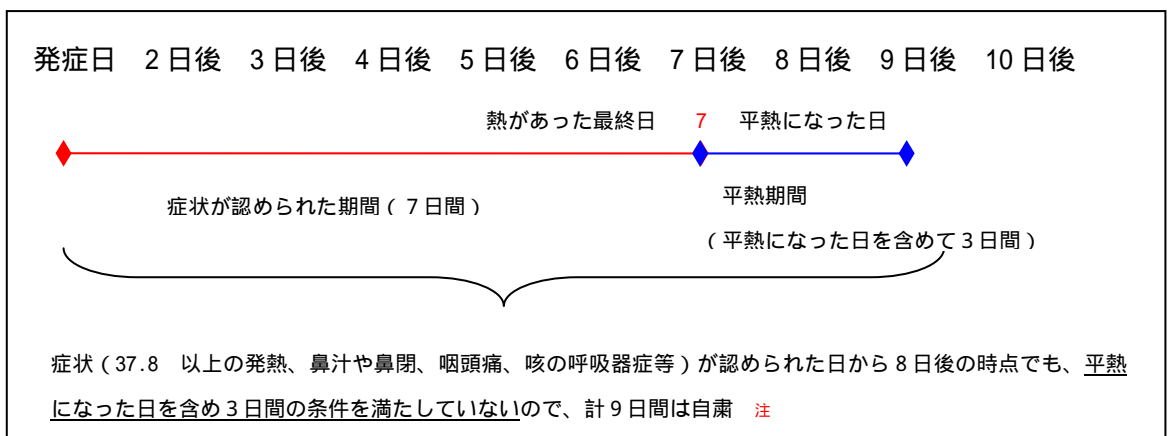 発症日 2日後 3日後 4日後 5日後 6日後 7日後 8日後 9日後 10日後
熱があった最終日 7 平熱になった日
平熱期間
症状が認められた期間(7日間)
(平熱になった日を含めて3日間)
症状(37.8 以上の発熱、鼻汁や鼻閉、咽頭痛、咳の呼吸器症等)が認められた日から8日後の時点でも、平熱
になった日を含め3日間の条件を満たしていないので、計9日間は自粛 注